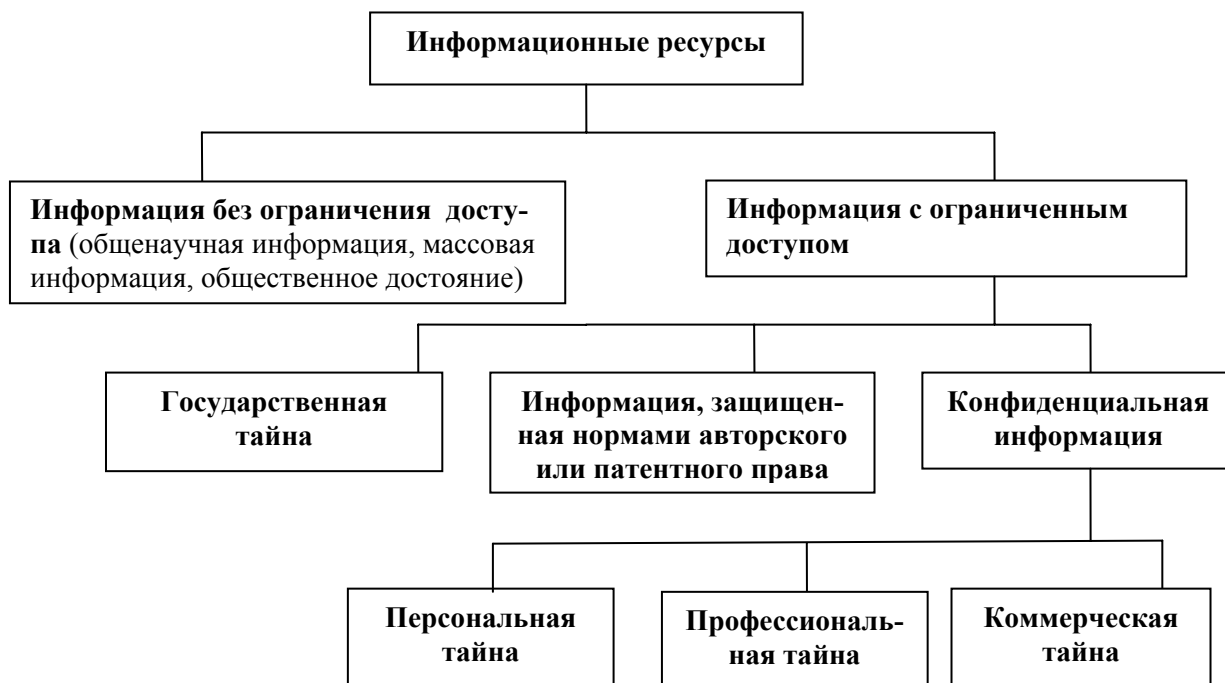 Информационные ресурсы
Информация без ограничения досту-
па (общенаучная информация, массовая
информация, общественное достояние)
Информация с ограниченным
доступом
Государственная
тайна
Информация, защищен-
ная нормами авторского
или патентного права
Конфиденциальная
информация
Персональная
тайна
Профессиональ-
ная тайна
Коммерческая
тайна